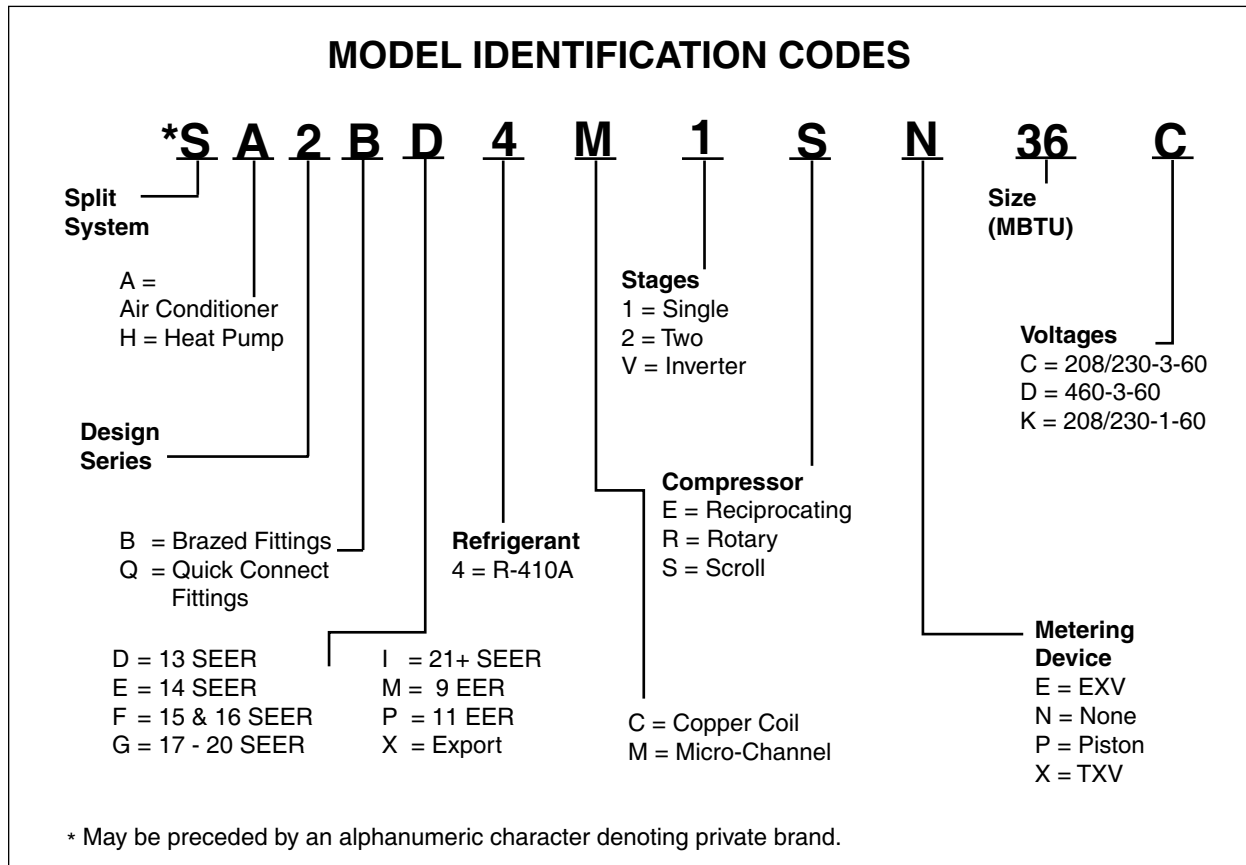 MODEL IDENTIFICATION CODES
*S A 2 B D 4 M 1 S N 36 C
Split
System
A =
Air Conditioner
H = Heat Pump
Design
Series
B = Brazed Fittings
Q = Quick Connect
Fittings
D = 13 SEER
E = 14 SEER
F = 15 & 16 SEER
G = 17 - 20 SEER
I = 21+ SEER
M = 9 EER
P = 11 EER
X = Export
Refrigerant
4 = R-410A
C = Copper Coil
M = Micro-Channel
Stages
1 = Single
2 = Two
V = Inverter
Compressor
E = Reciprocating
R = Rotary
S = Scroll
Metering
Device
E = EXV
N = None
P = Piston
X = TXV
Size
(MBTU)
Voltages
C = 208/230-3-60
D = 460-3-60
K = 208/230-1-60
* May be preceded by an alphanumeric character denoting private brand.